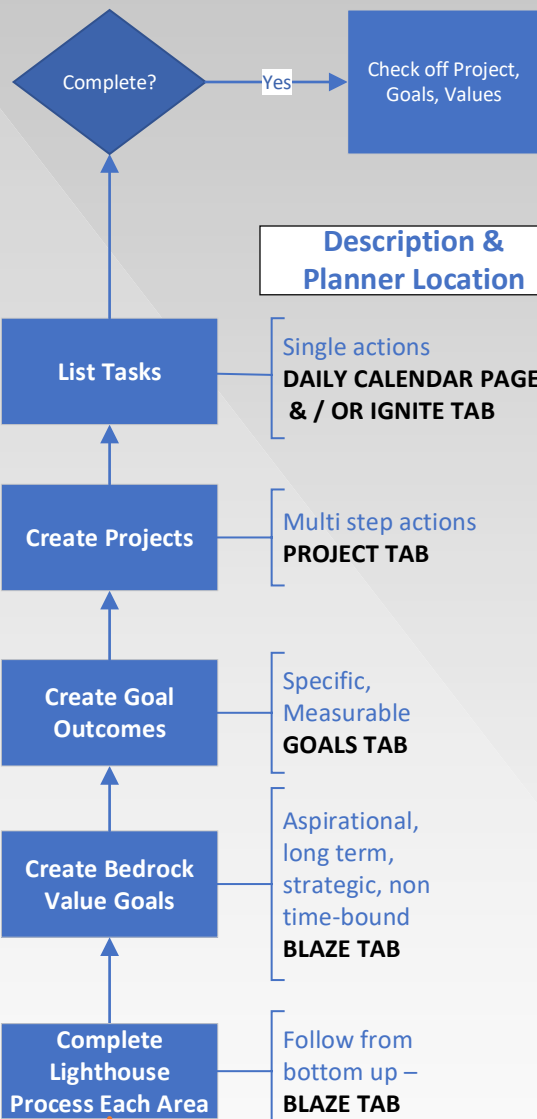 Complete?
Yes
Check off Project,
Goals, Values
Description &
Planner Location
List Tasks
Single actions
DAILY CALENDAR PAGE
& / OR IGNITE TAB
Create Projects
Multi step actions
PROJECT TAB
Create Goal
Outcomes
Specific,
Measurable
GOALS TAB
Create Bedrock
Value Goals
Aspirational,
long term,
strategic, non
time-bound
BLAZE TAB
Complete
Lighthouse
Process Each Area
Follow from
bottom up –
BLAZE TAB